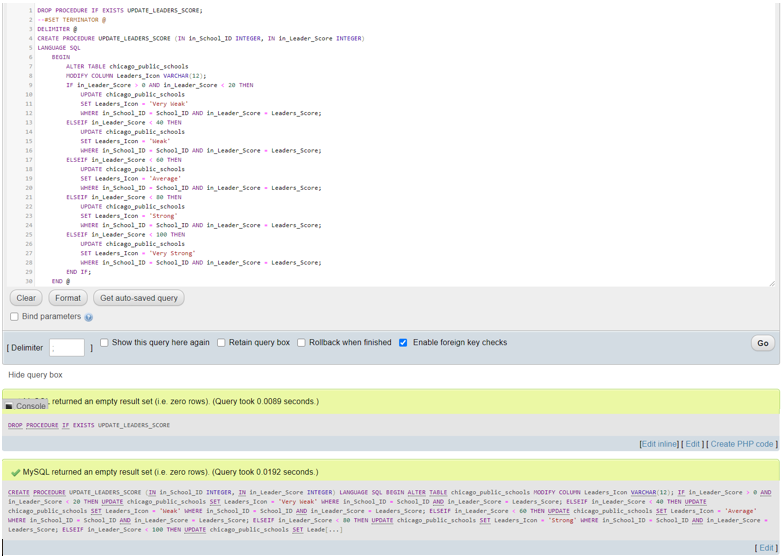 1 DROP PROCEDURE IF EXISTS UPDATE_LEADERS_SCORE;
2 --#SET TERMINATOR @
3 DELIMITER @
4 CREATE PROCEDURE UPDATE_LEADERS_SCORE (IN in_School_ID INTEGER, IN in_Leader_Score INTEGER)
5 LANGUAGE SQL
6 BEGIN
7 ALTER TABLE chicago_public_schools
8 MODIFY COLUMN Leaders_Icon VARCHAR(12);
9 IF in_Leader_Score > 0 AND in_Leader_Score < 20 THEN
10 UPDATE chicago_public_schools
11 SET Leaders_Icon = 'Very Weak'
12 WHERE in_School_ID = School_ID AND in_Leader_Score = Leaders_Score;
13 ELSEIF in_Leader_Score < 40 THEN
14 UPDATE chicago_public_schools
15 SET Leaders_Icon = 'Weak'
16 WHERE in_School_ID = School_ID AND in_Leader_Score = Leaders_Score;
17 ELSEIF in_Leader_Score < 60 THEN
18 UPDATE chicago_public_schools
19 SET Leaders_Icon = 'Average'
20 WHERE in_School_ID = School_ID AND in_Leader_Score = Leaders_Score;
21 ELSEIF in_Leader_Score < 80 THEN
22 UPDATE chicago_public_schools
23 SET Leaders_Icon = 'Strong'
24 WHERE in_School_ID = School_ID AND in_Leader_Score = Leaders_Score;
25 ELSEIF in_Leader_Score < 100 THEN
26 UPDATE chicago_public_schools
27 SET Leaders_Icon = 'Very Strong'
28 WHERE in_School_ID = School_ID AND in_Leader_Score = Leaders_Score;
29 END IF;
30 END @
Clear Format Get auto-saved query
Bind parameters
[ Delimiter ; ] Show this query here again Retain query box Rollback when finished Enable foreign key checks Go
Hide query box
returned an empty result set (i.e. zero rows). (Query took 0.0089 seconds.)
Console
DROP PROCEDURE IF EXISTS UPDATE_LEADERS_SCORE
[Edit inline] [ Edit ] [ Create PHP code ]
MySQL returned an empty result set (i.e. zero rows). (Query took 0.0192 seconds.)
CREATE PROCEDURE UPDATE_LEADERS_SCORE (IN in_School_ID INTEGER, IN in_Leader_Score INTEGER) LANGUAGE SQL BEGIN ALTER TABLE chicago_public_schools MODIFY COLUMN Leaders_Icon VARCHAR(12); IF in_Leader_Score > 0 AND
in_Leader_Score < 20 THEN UPDATE chicago_public_schools SET Leaders_Icon = 'Very Weak' WHERE in_School_ID = School_ID AND in_Leader_Score = Leaders_Score; ELSEIF in_Leader_Score < 40 THEN UPDATE
chicago_public_schools SET Leaders_Icon = 'Weak' WHERE in_School_ID = School_ID AND in_Leader_Score = Leaders_Score; ELSEIF in_Leader_Score < 60 THEN UPDATE chicago_public_schools SET Leaders_Icon = 'Average'
WHERE in_School_ID = School_ID AND in_Leader_Score = Leaders_Score; ELSEIF in_Leader_Score < 80 THEN UPDATE chicago_public_schools SET Leaders_Icon = 'Strong' WHERE in_School_ID = School_ID AND in_Leader_Score =
Leaders_Score; ELSEIF in_Leader_Score < 100 THEN UPDATE chicago_public_schools SET Leade[...]
[ Edit ]